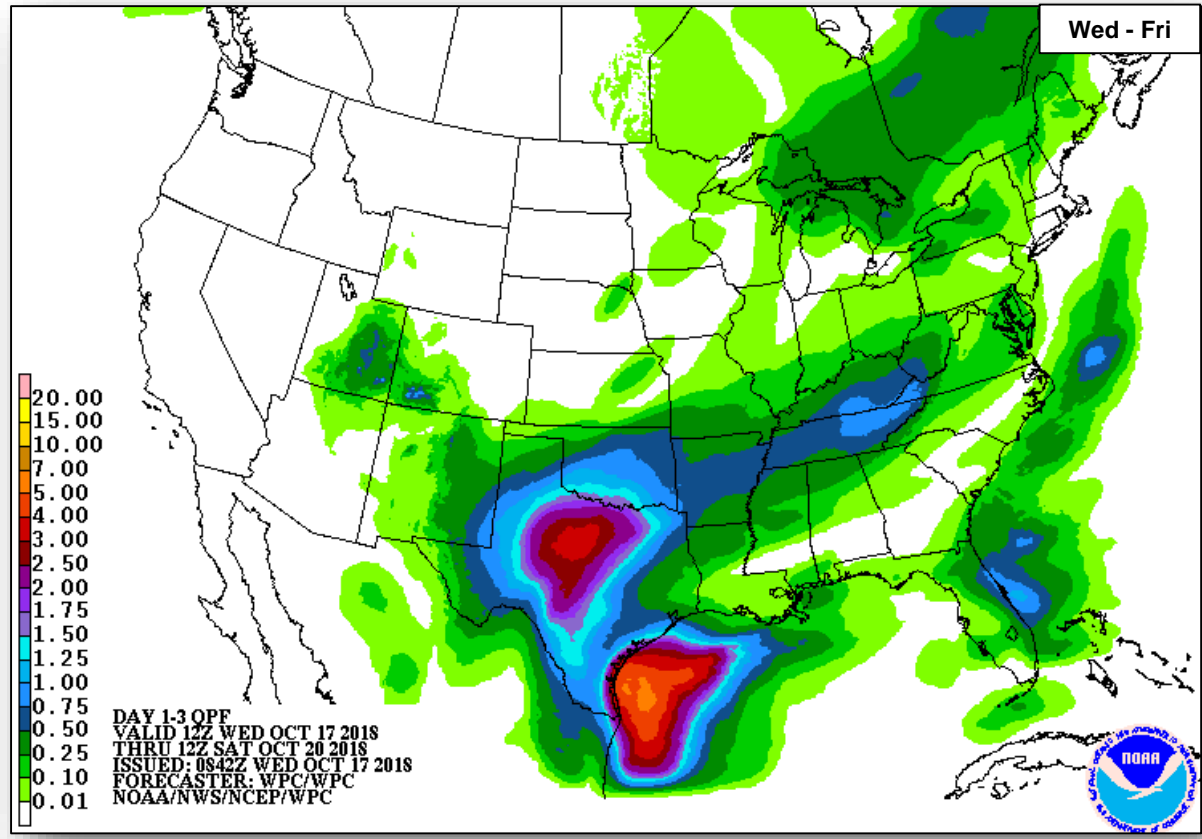 Wed - Fri
20.00
15.00
10.00
7.00
5.00
4.00
3.00
2.50
2.00
1.75
1.50
1.25
1.00
0.75
0.50
0.25
0.10
0.01
DAY 1-3 QPF
VALID 12Z WED OCT 17 2018
THRU 12Z SAT OCT 20 2018
ISSUED: 0842Z WED OCT 17 2018
FORECASTER: WPC/WPC
NOAA/NWS/NCEP/WPC
NOAA